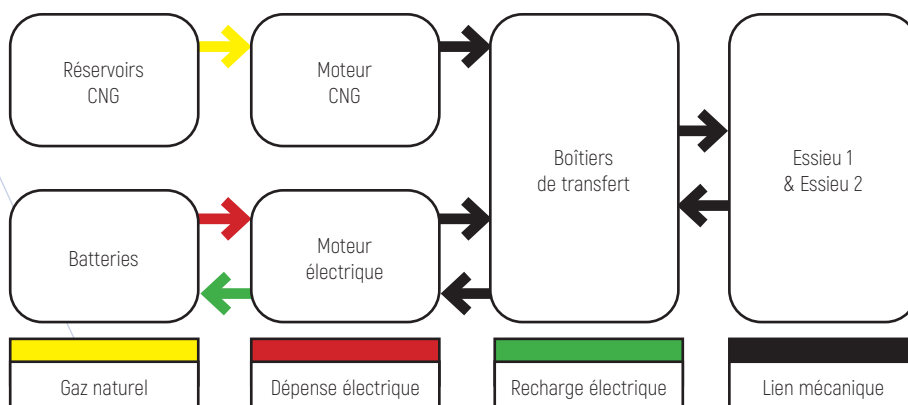 Réservoirs
CNG
Moteur
CNG
Boîtiers
de transfert
Essieu 1
& Essieu 2
Batteries
Moteur
électrique
Gaz naturel
Dépense électrique
Recharge électrique
Lien mécanique